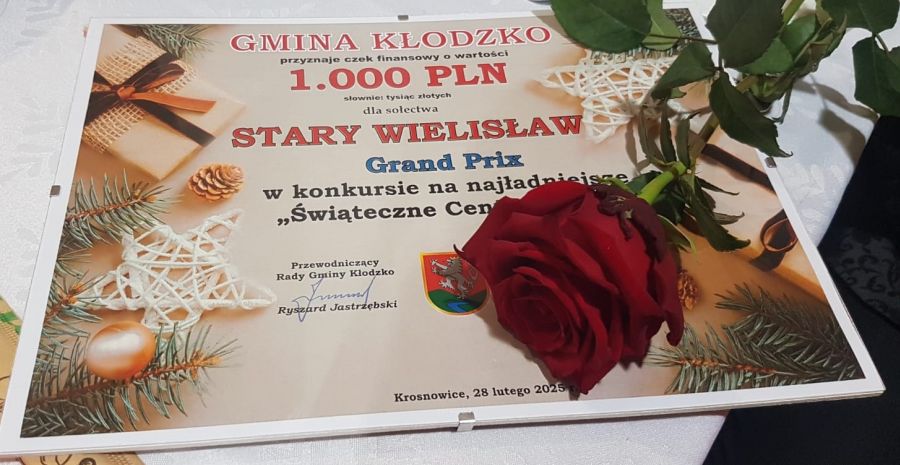 GMINA KŁODZKO
przyznaje czek finansowy o wartości
1.000 PLN
słownie: tysiąc złotych
dla sołectwa
STARY WIELISŁAW
Grand Prix
w konkursie na najładniejsze
„Świąteczne Cen
Przewodniczący
Rady Gminy Kłodzko
Ryszard Jastrzębski
Krosnowice, 28 lutego 2025